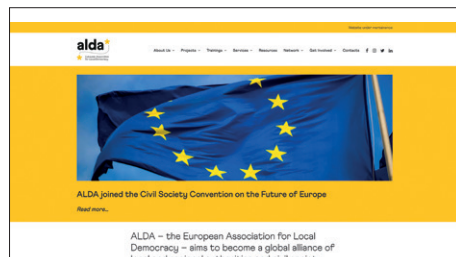 Website under maintenance
alda
About Us Projects Trainings Services Resources Network Get Involved Contacts
ALDA joined the Civil Society Convention on the Future of Europe
Read more...
ALDA – the European Association for Local
Democracy – aims to become a global alliance of